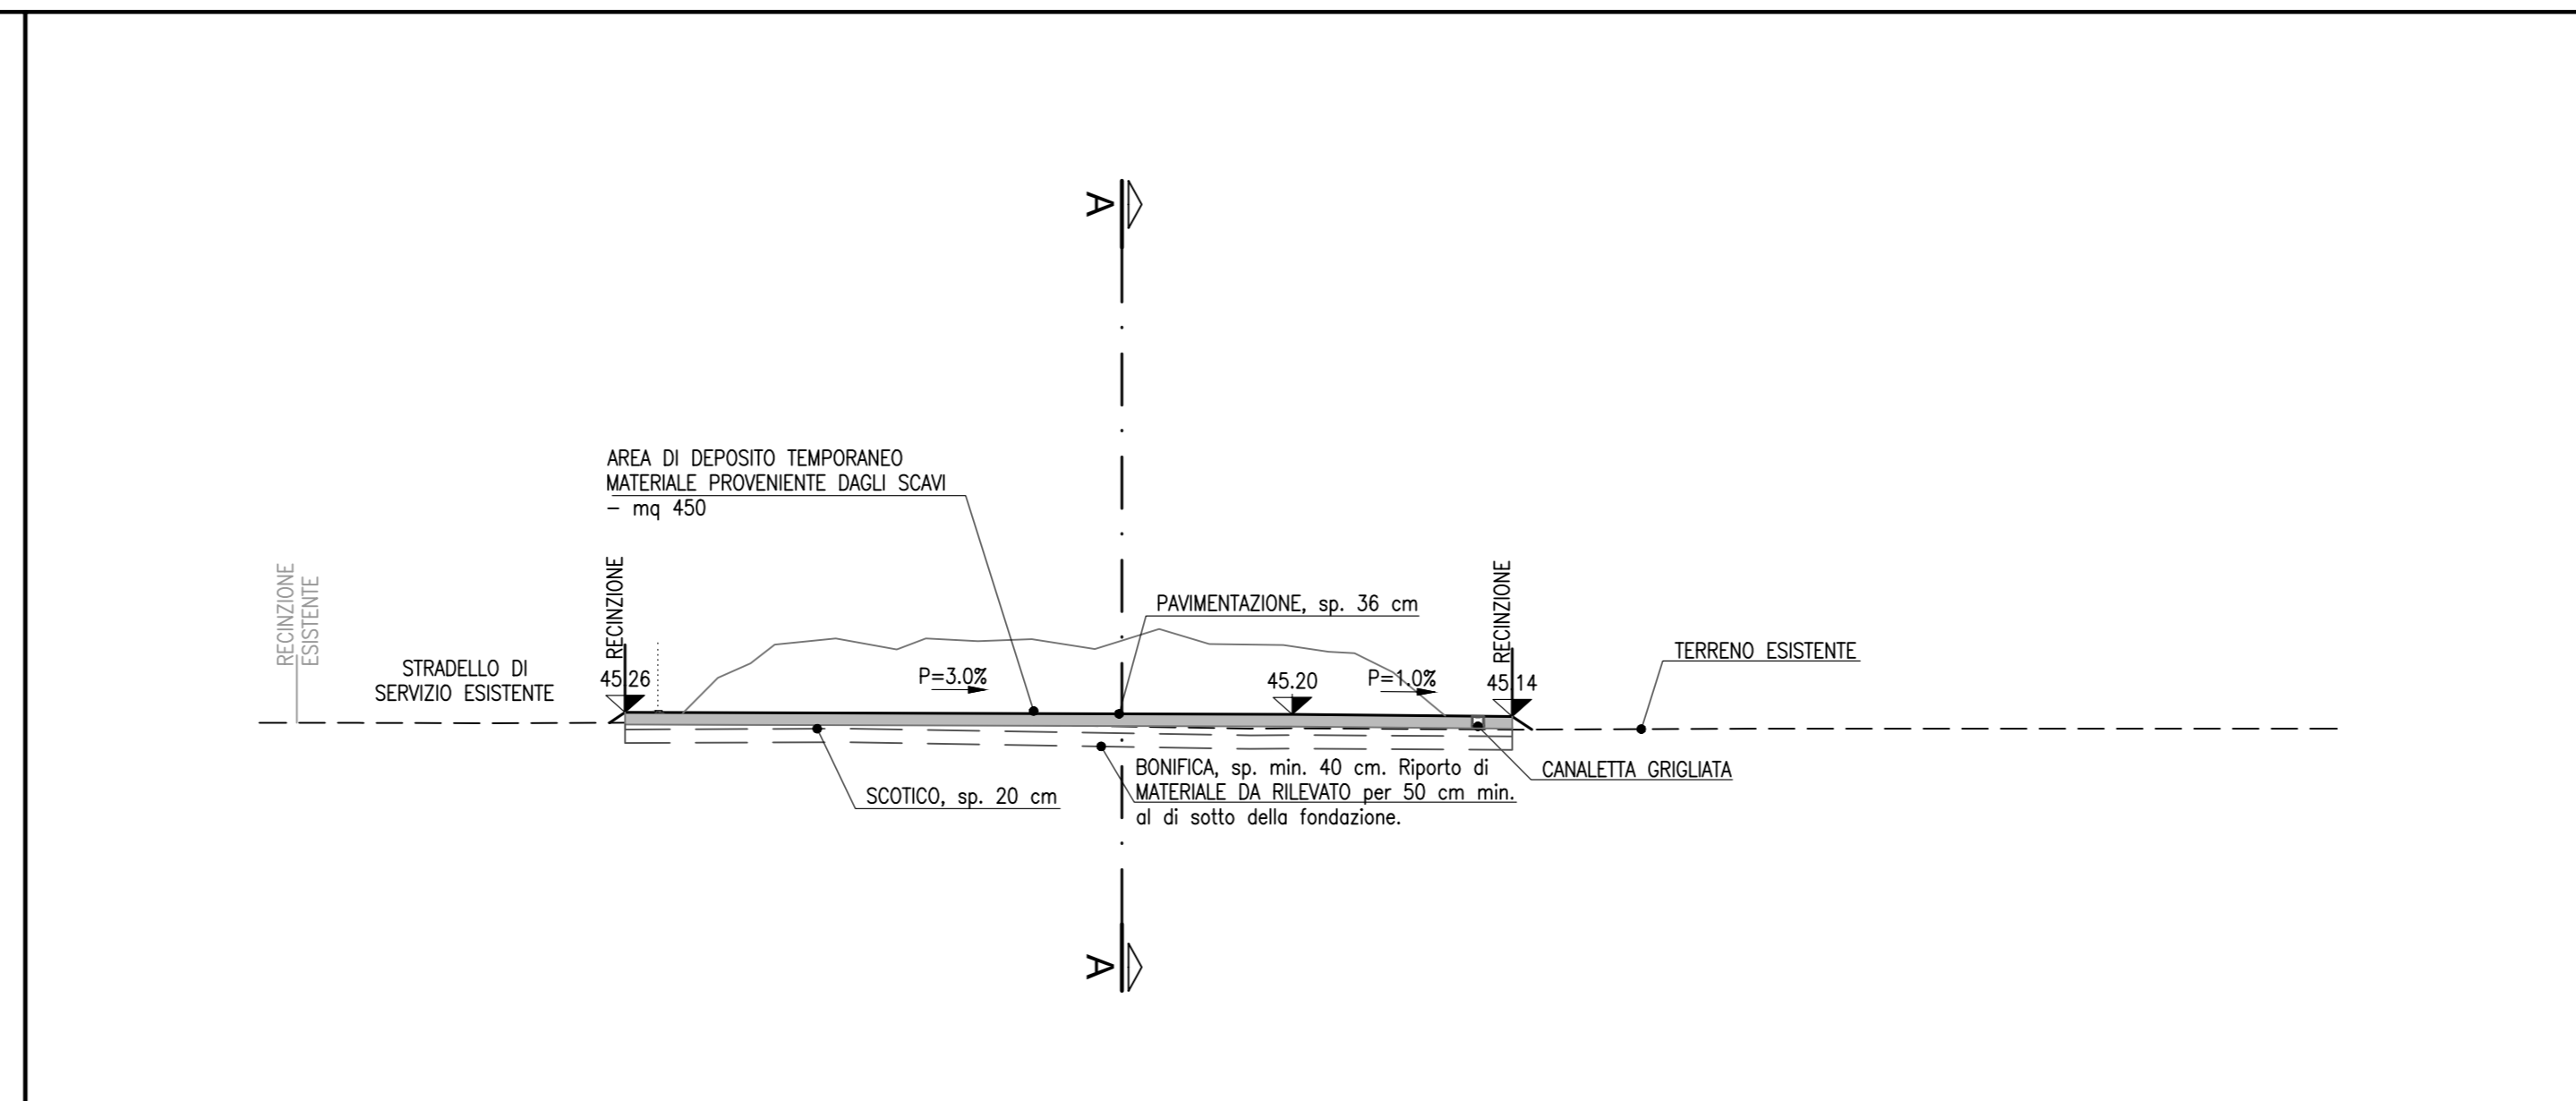 A
AREA DI DEPOSITO TEMPORANEO
MATERIALE PROVENIENTE DAGLI SCAVI
– mq 450
RECINZIONE
ESISTENTE
STRADELLO DI
SERVIZIO ESISTENTE
RECINZIONE
45.26
P=3.0%
PAVIMENTAZIONE, sp. 36 cm
45.20
P=1.0%
RECINZIONE
45.14
TERRENO ESISTENTE
SCOTICO, sp. 20 cm
BONIFICA, sp. min. 40 cm. Riporto di
MATERIALE DA RILEVATO per 50 cm min.
al di sotto della fondazione.
CANALETTA GRIGLIATA
A